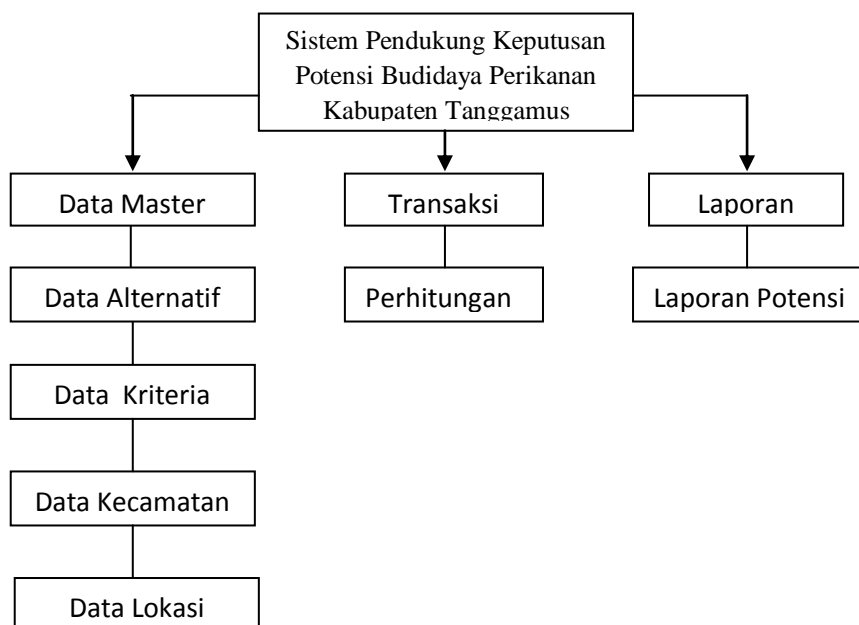 Sistem Pendukung Keputusan
Potensi Budidaya Perikanan
Kabupaten Tanggamus
Data Master
Transaksi
Laporan
Data Alternatif
Perhitungan
Laporan Potensi
Data Kriteria
Data Kecamatan
Data Lokasi